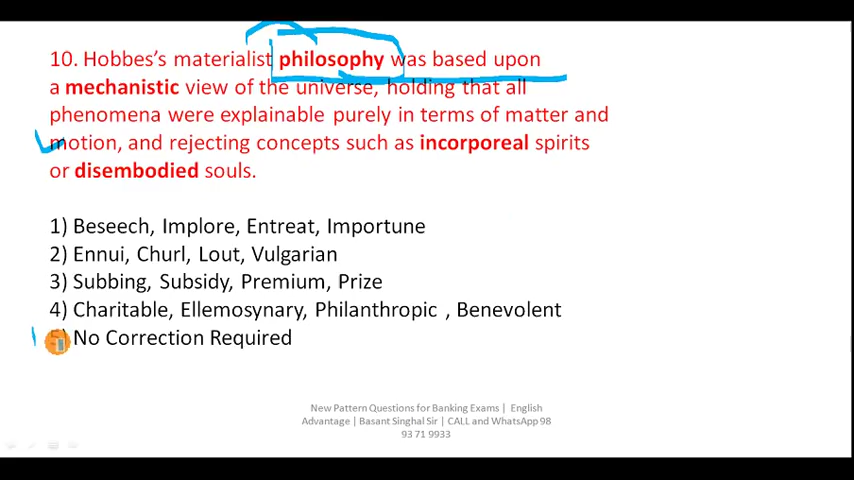 10. Hobbes's materialist philosophy was based upon
a mechanistic view of the universe, holding that all
phenomena were explainable purely in terms of matter and
motion, and rejecting concepts such as incorporeal spirits
or disembodied souls.
1) Beseech, Implore, Entreat, Importune
2) Ennui, Churl, Lout, Vulgarian
3) Subbing, Subsidy, Premium, Prize
4) Charitable, Ellemosynary, Philanthropic , Benevolent
5) No Correction Required
New Pattern Questions for Banking Exams | English
Advantage | Basant Singhal Sir | CALL and WhatsApp 98
93 71 9933